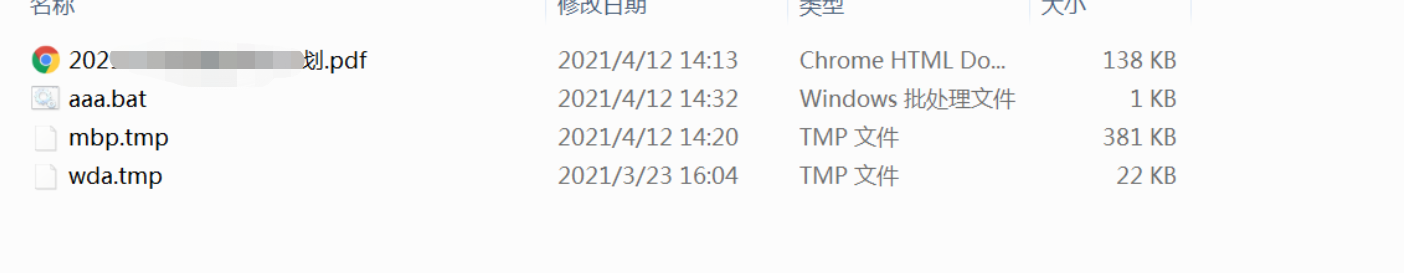 名称 修改日期 类型 大小
202 划.pdf 2021/4/12 14:13 Chrome HTML Do... 138 KB
aaa.bat 2021/4/12 14:32 Windows 批处理文件 1 KB
mbp.tmp 2021/4/12 14:20 TMP 文件 381 KB
wda.tmp 2021/3/23 16:04 TMP 文件 22 KB